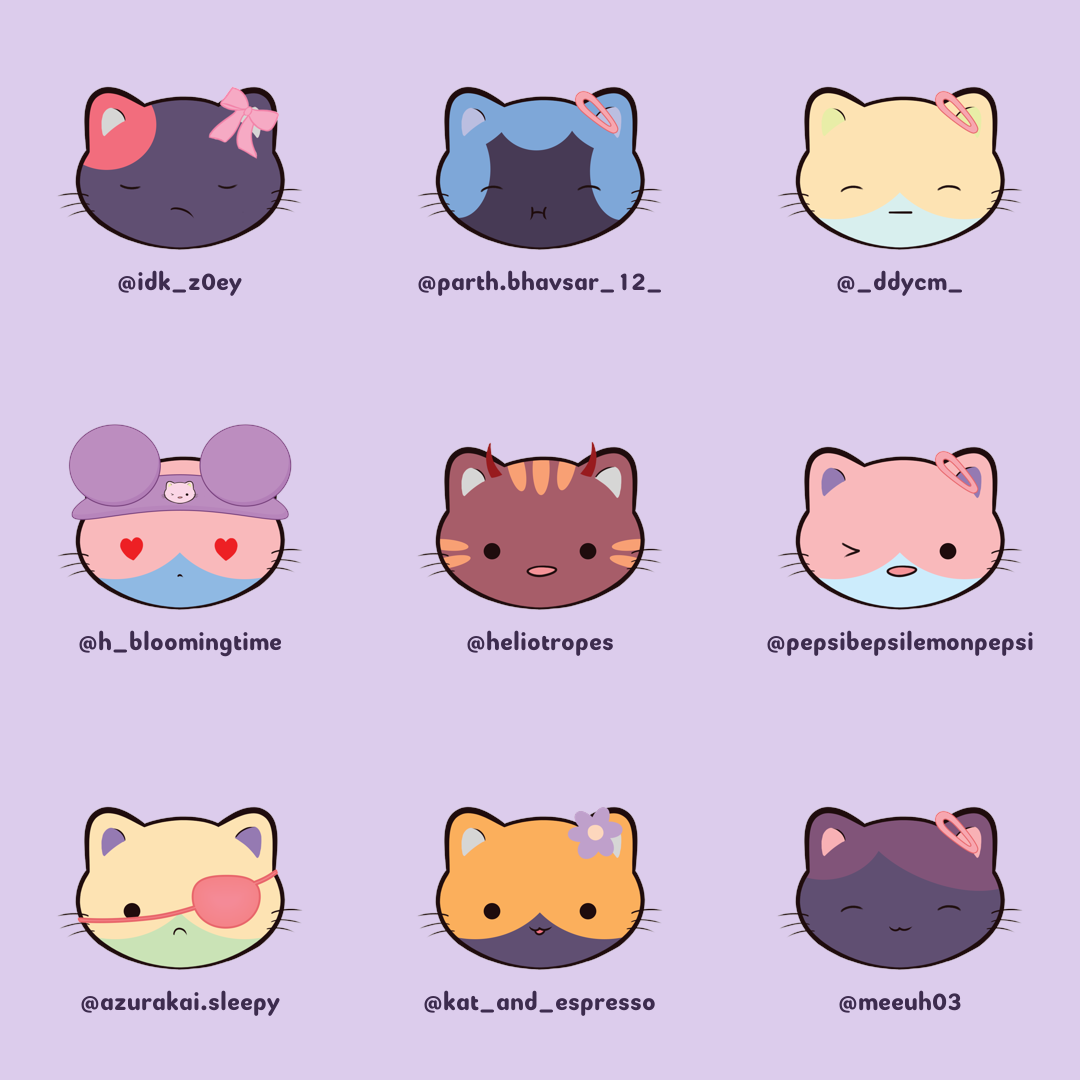 @idk_z0ey
@parth.bhavsar_12_
@_ddycm_
@h_bloomingtime
@heliotropes
@pepsibepsilemonpepsi
@azurakai.sleepy
@kat_and_espresso
@meeuh03